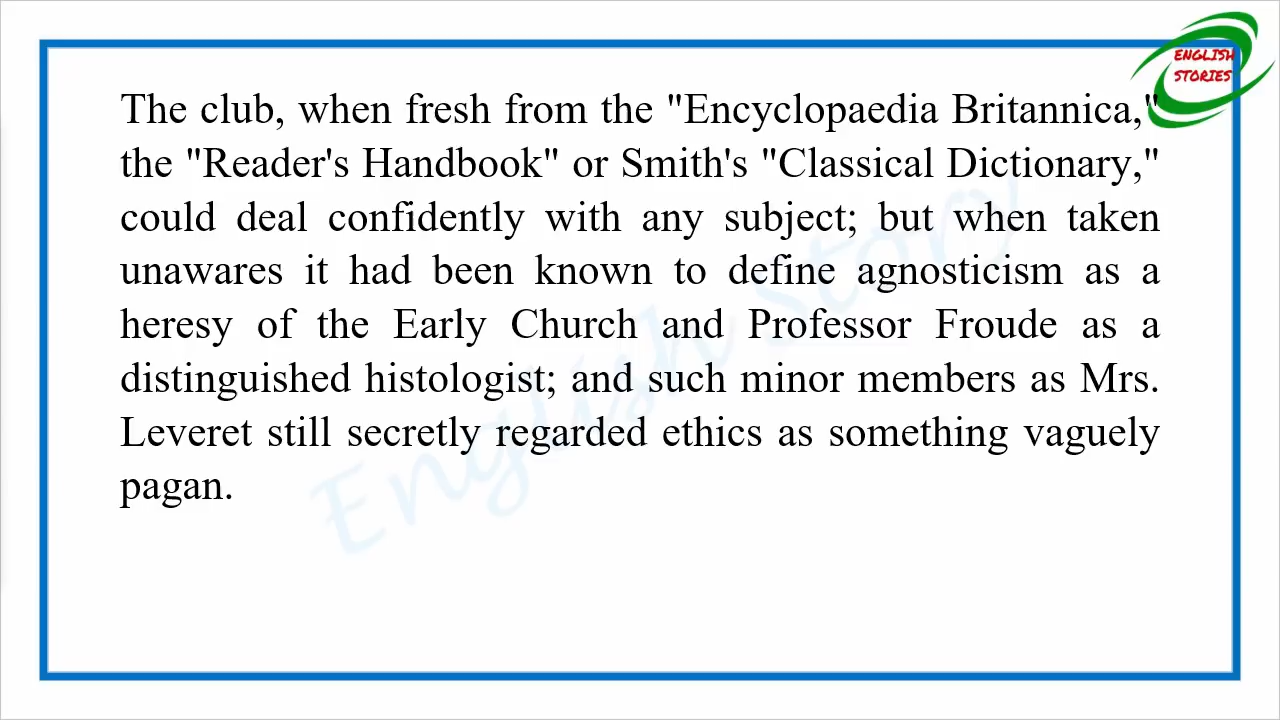 ENGLISH
STORIES
The club, when fresh from the "Encyclopaedia Britannica,"
the "Reader's Handbook" or Smith's "Classical Dictionary,"
could deal confidently with any subject; but when taken
unawares it had been known to define agnosticism as a
heresy of the Early Church and Professor Froude as a
distinguished histologist; and such minor members as Mrs.
Leveret still secretly regarded ethics as something vaguely
pagan.
English Story